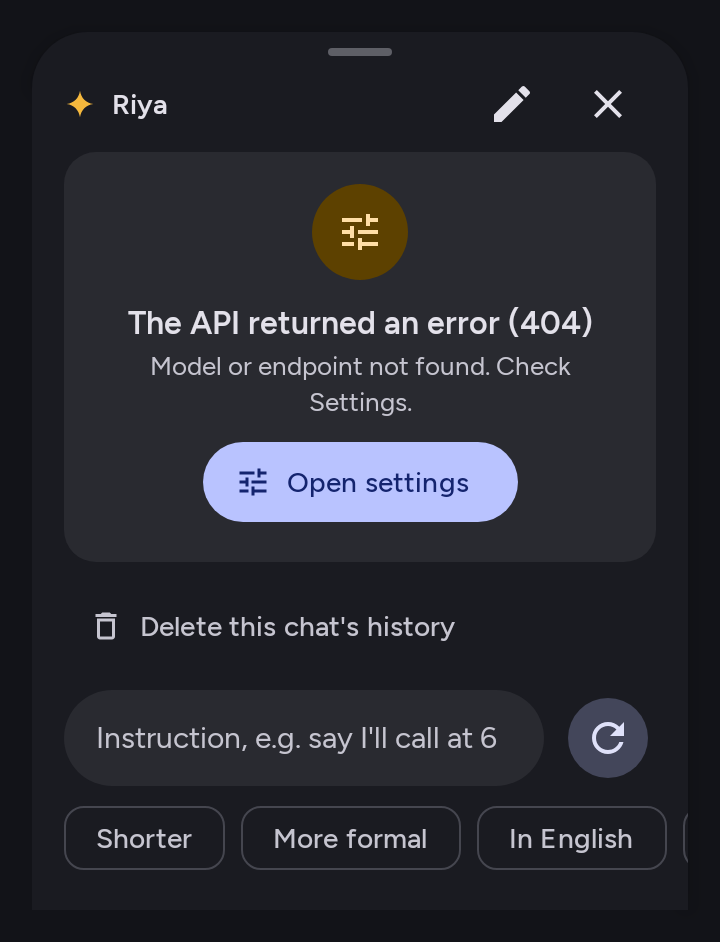 Riya
The API returned an error (404)
Model or endpoint not found. Check
Settings.
Open settings
Delete this chat's history
Instruction, e.g. say I'll call at 6
Shorter
More formal
In English